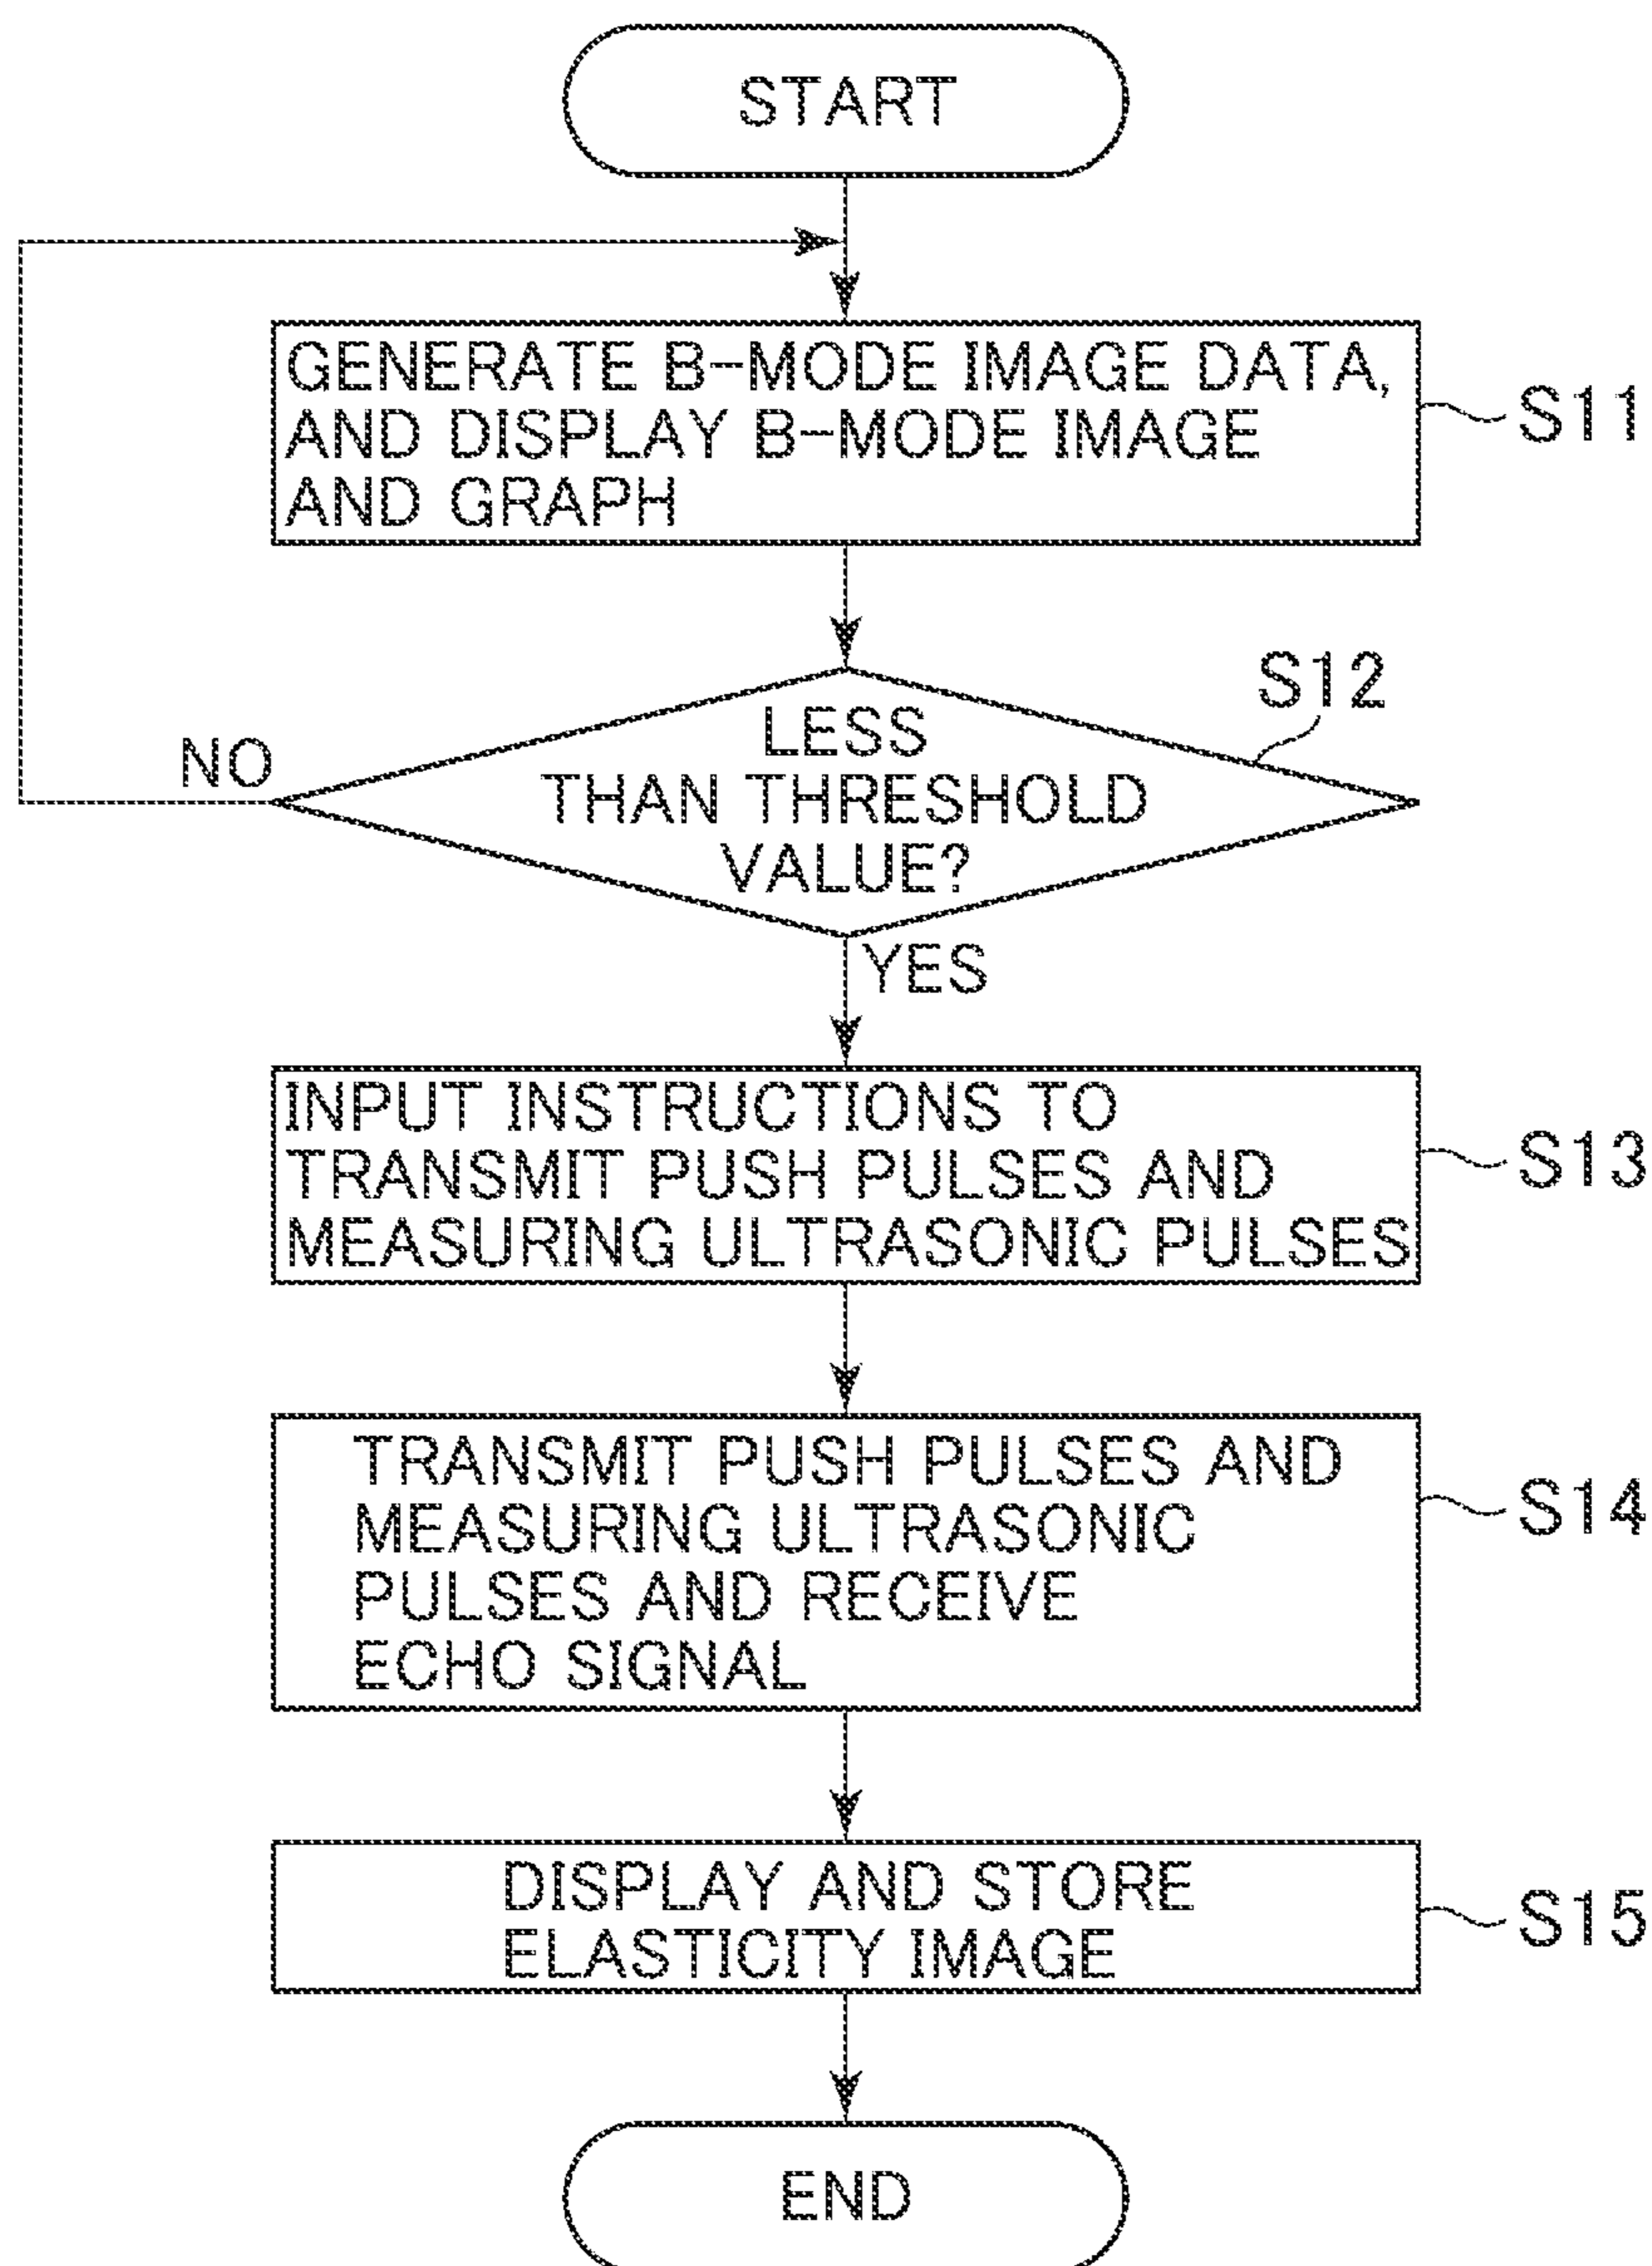 START
GENERATE B-MODE IMAGE DATA,
AND DISPLAY B-MODE IMAGE
AND GRAPH
S11
S12
LESS
THAN THRESHOLD
VALUE?
NO
YES
INPUT INSTRUCTIONS TO
TRANSMIT PUSH PULSES AND
MEASURING ULTRASONIC PULSES
S13
TRANSMIT PUSH PULSES AND
MEASURING ULTRASONIC
PULSES AND RECEIVE
ECHO SIGNAL
S14
DISPLAY AND STORE
ELASTICITY IMAGE
S15
END